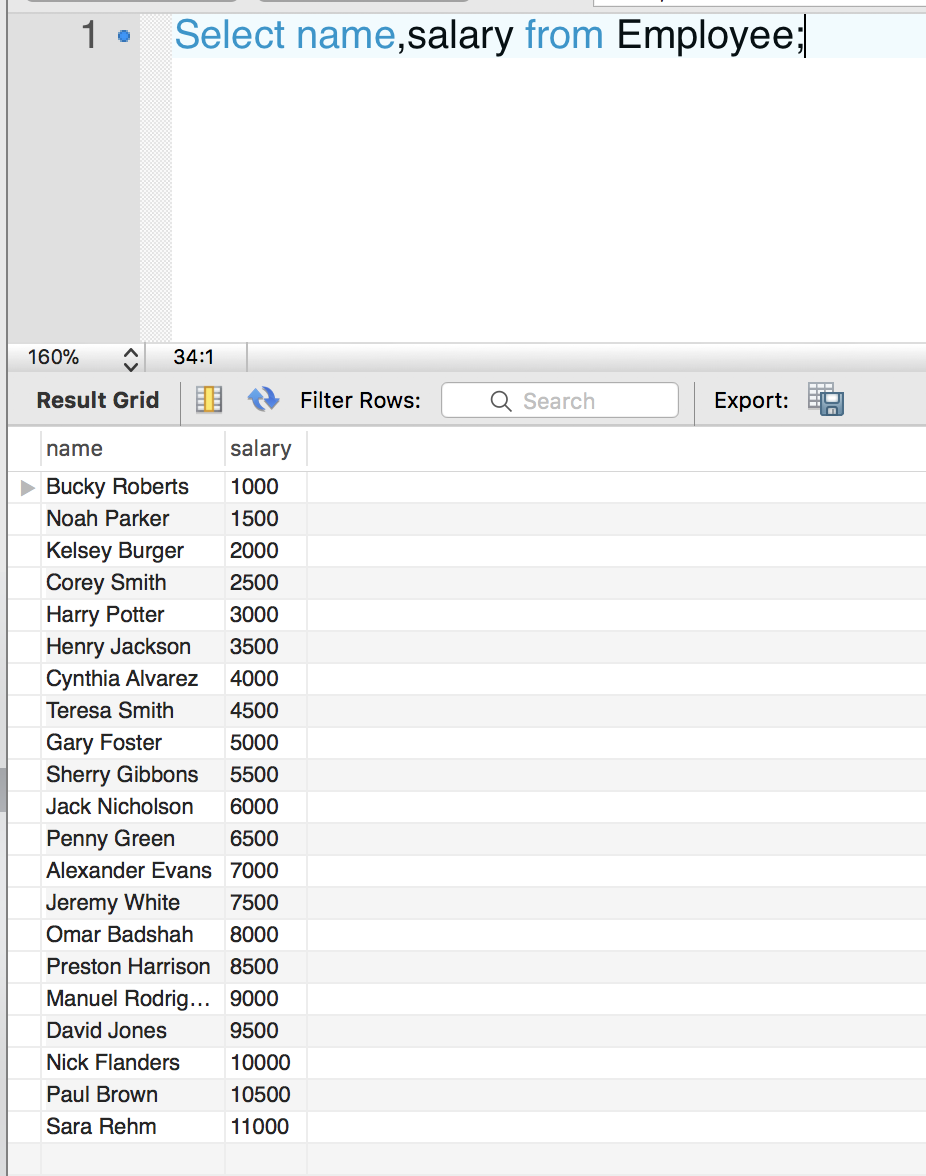 1 Select name,salary from Employee;
160% 34:1
Result Grid Filter Rows: Search Export:
name salary
Bucky Roberts 1000
Noah Parker 1500
Kelsey Burger 2000
Corey Smith 2500
Harry Potter 3000
Henry Jackson 3500
Cynthia Alvarez 4000
Teresa Smith 4500
Gary Foster 5000
Sherry Gibbons 5500
Jack Nicholson 6000
Penny Green 6500
Alexander Evans 7000
Jeremy White 7500
Omar Badshah 8000
Preston Harrison 8500
Manuel Rodrig... 9000
David Jones 9500
Nick Flanders 10000
Paul Brown 10500
Sara Rehm 11000